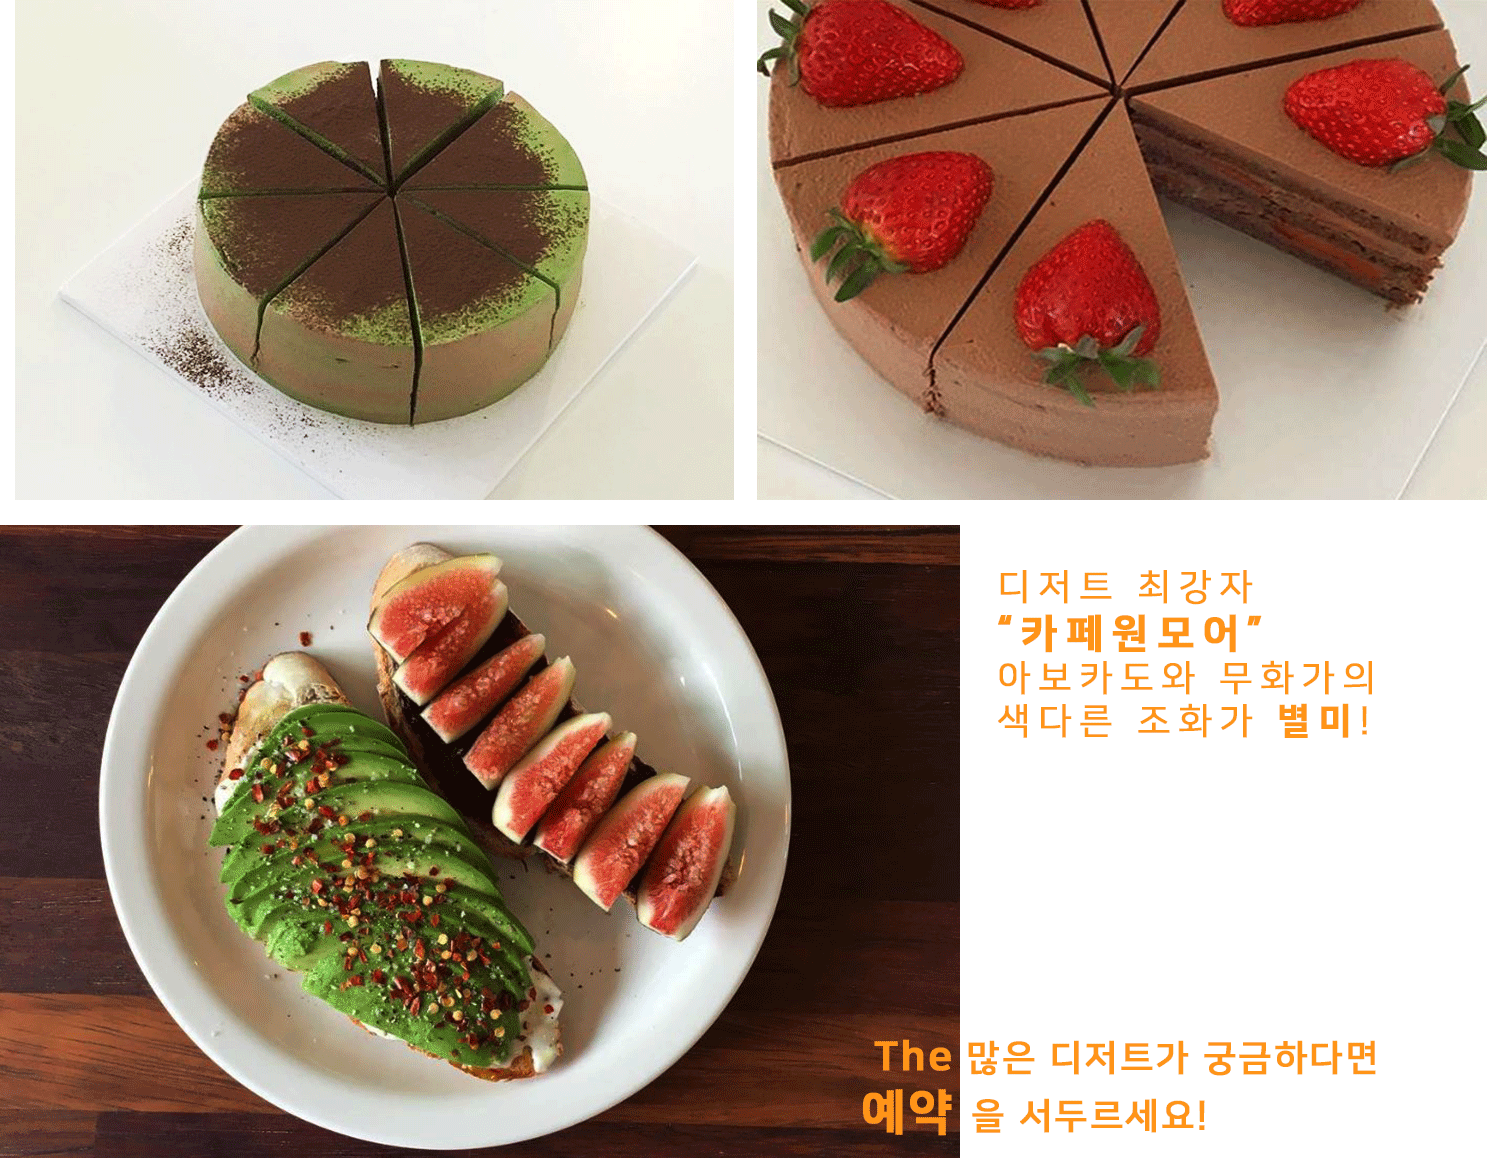 디저트 최강자
“카페원모어”
아보카도와 무화가의
색다른 조화가 별미!
The 많은 디저트가 궁금하다면
예약 을 서두르세요!